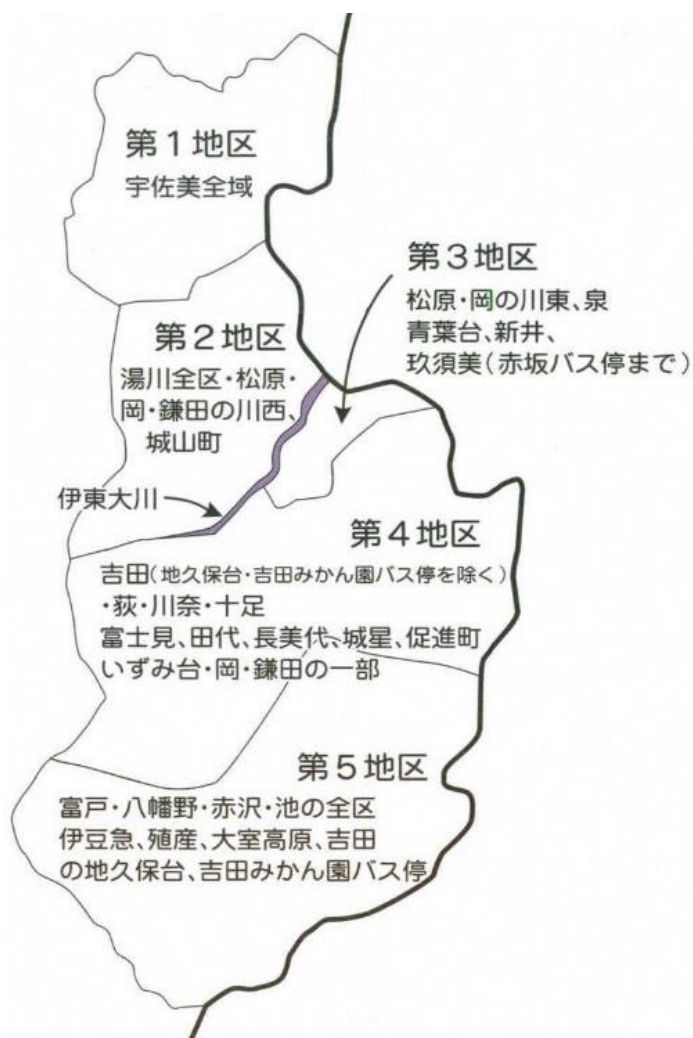 第1地区
宇佐美全域
第3地区
松原・岡の川東、泉
青葉台、新井、
玖須美(赤坂バス停まで)
第2地区
湯川全区・松原・
岡・鎌田の川西、
城山町
伊東大川
第4地区
吉田(地久保台・吉田みかん園バス停を除く)
・荻・川奈・十足
富士見、田代、長美代、城星、促進町
いずみ台・岡・鎌田の一部
第5地区
富戸・八幡野・赤沢・池の全区
伊豆急、殖産、大室高原、吉田
の地久保台、吉田みかん園バス停